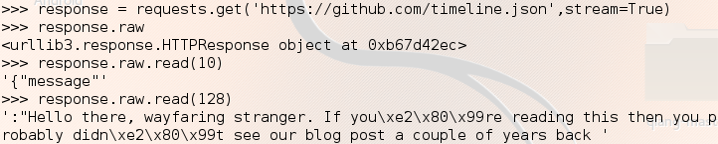 >>> response = requests.get('https://github.com/timeline.json',stream=True)
>>> response.raw
<urllib3.response.HTTPResponse object at 0xb67d42ec>
>>> response.raw.read(10)
'{"message"'
>>> response.raw.read(128)
':"Hello there, wayfaring stranger. If you\xe2\x80\x99re reading this then you p
robably didn\xe2\x80\x99t see our blog post a couple of years back '